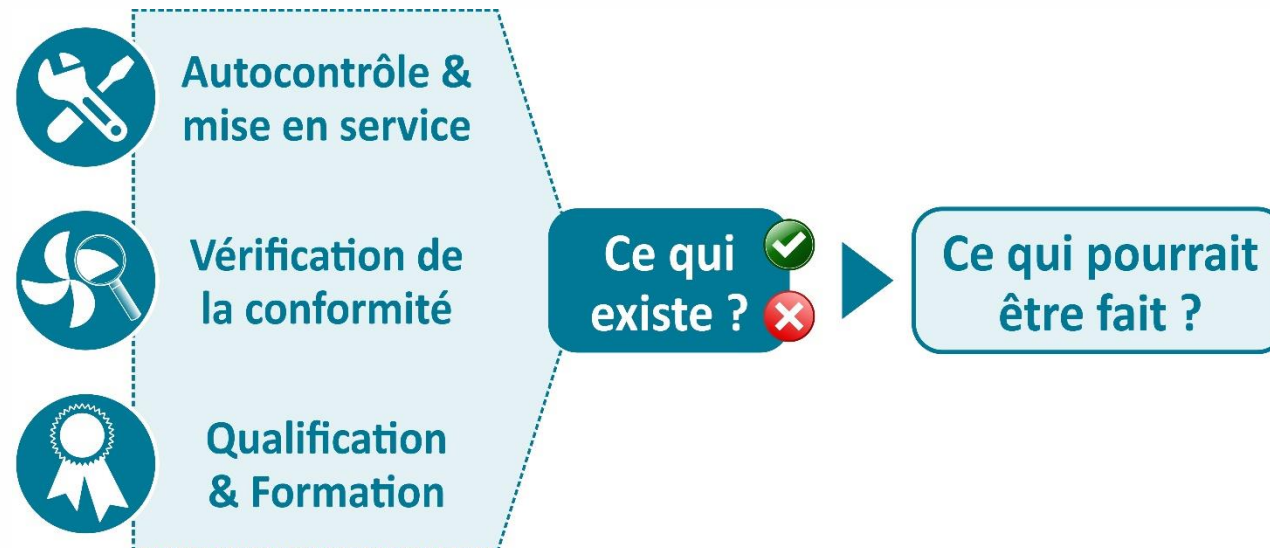 Autocontrôle &
mise en service
Vérification de
la conformité
Qualification
& Formation
Ce qui
existe ?
Ce qui pourrait
être fait ?